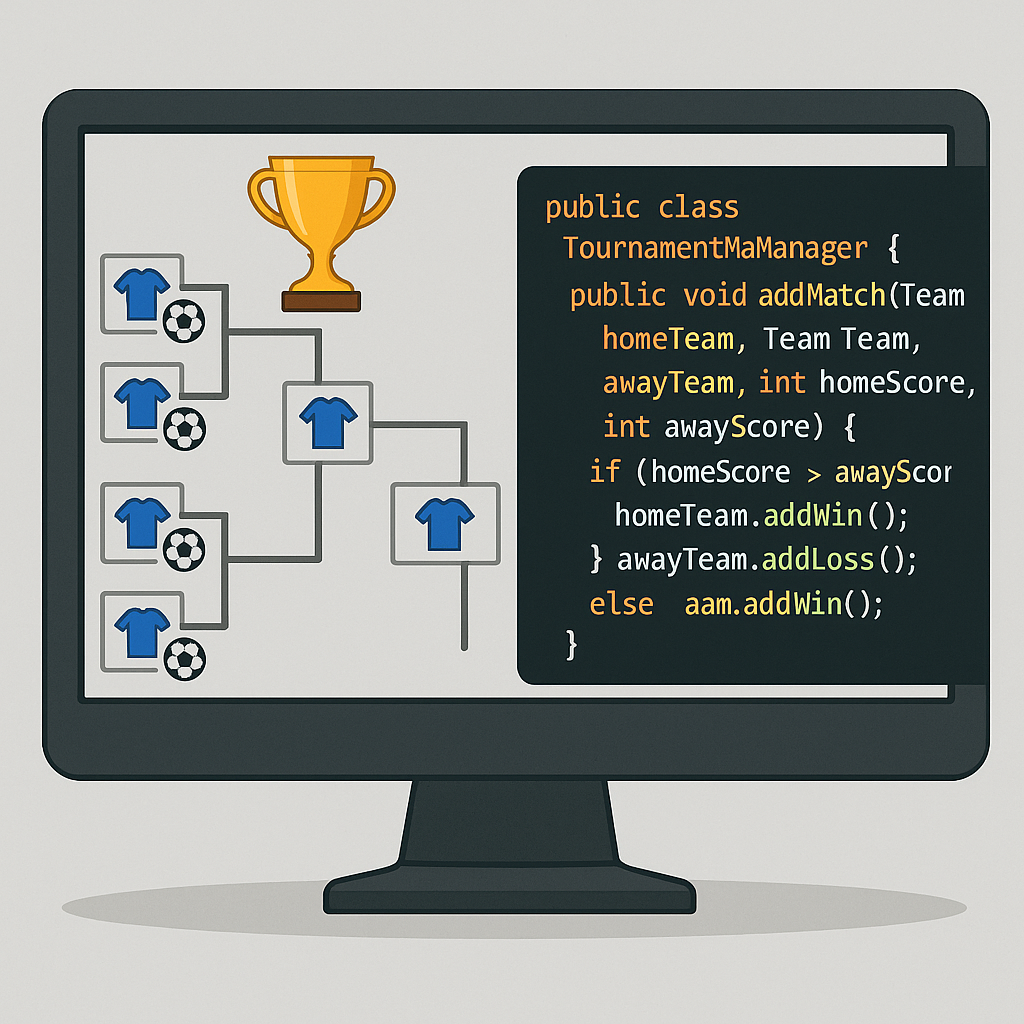 public class
TournamentMaManager {
public void addMatch(Team
homeTeam, Team Team,
awayTeam, int homeScore,
int awayScore) {
if (homeScore > awayScor
homeTeam.addWin();
} awayTeam.addLoss();
else aam.addWin();
}